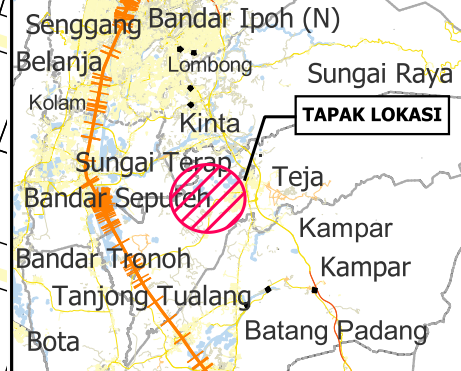 Senggang
Bandar Ipoh (N)
Belanja
Lombong
Sungai Raya
Kolam
TAPAK LOKASI
Kinta
Sungai Terap
Teja
Bandar Seputeh
Kampar
Bandar Tronoh
Kampar
Tanjong Tualang
Batang Padang
Bota